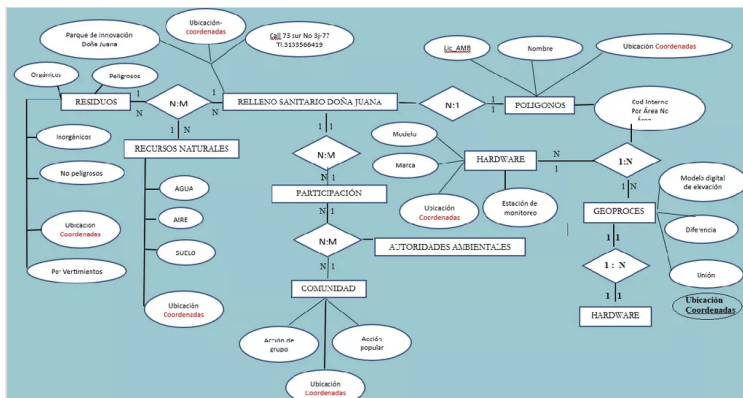 Parque de Innovación
Doña Juana
Ubicación-
coordenadas
Call 73 sur No 3j-77
Tl.3133566419
Lic_AMB
Nombre
Ubicación Coordenadas
Orgánicos
Peligrosos
RESIDUOS
1
N
N:M
1
N
RELLENO SANITARIO DOÑA JUANA
N:1
1
1
POLIGONOS
Cod Interno
Por Área No
Área
1 N
RECURSOS NATURALES
Inorgánicos
No peligrosos
Ubicación
Coordenadas
Por Vertimientos
AGUA
AIRE
SUELO
Ubicación
Coordenadas
1 1
N:M
N 1
PARTICIPACIÓN
N 1
N:M
AUTORIDADES AMBIENTALES
N 1
COMUNIDAD
Acción de
grupo
Acción
popular
Ubicación
Coordenadas
Modelo
Marca
HARDWARE
Ubicación
Coordenadas
Estación de
monitoreo
N
1
1:N
1 N
GEOPROCES
Modelo digital
de elevación
Diferencia
Unión
Ubicación
Coordenadas
1 1
1 : N
1 1
HARDWARE